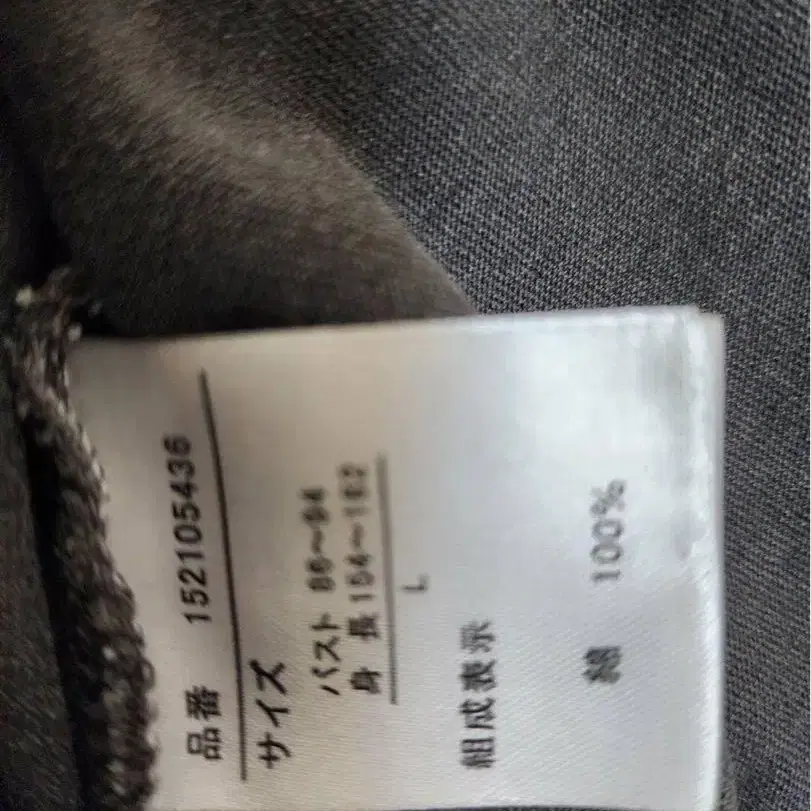 品番 152105436
サイズ
バスト 86〜94
身長 154〜162
L
組成表示
綿 100%